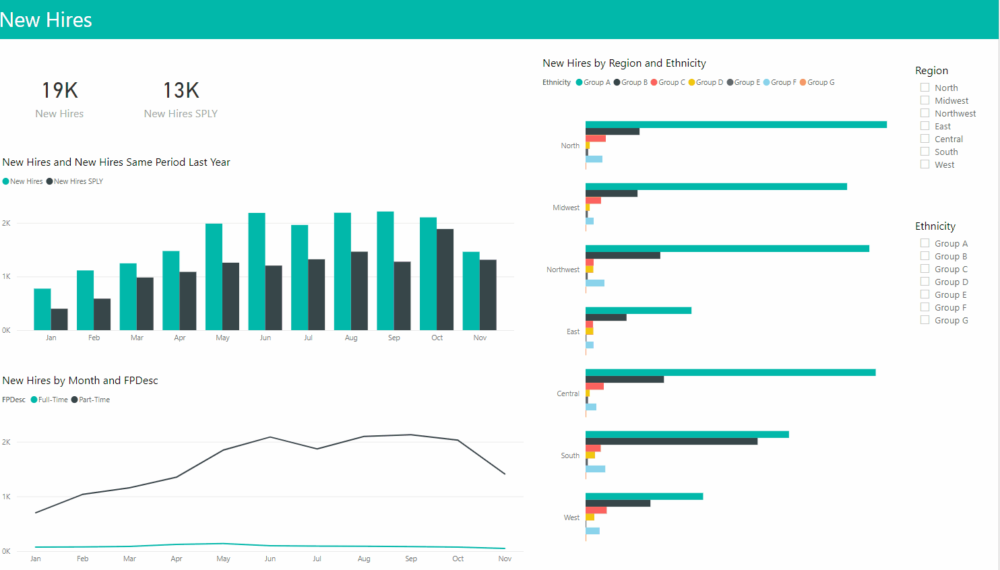 New Hires
19K
New Hires
13K
New Hires SPLY
New Hires and New Hires Same Period Last Year
New Hires New Hires SPLY
2K
1K
0K
Jan Feb Mar Apr May Jun Jul Aug Sep Oct Nov
New Hires by Month and FPDesc
FPDesc Full-Time Part-Time
2K
1K
0K
Jan Feb Mar Apr May Jun Jul Aug Sep Oct Nov
New Hires by Region and Ethnicity
Ethnicity Group A Group B Group C Group D Group E Group F Group G
North
Midwest
Northwest
East
Central
South
West
Region
North
Midwest
Northwest
East
Central
South
West
Ethnicity
Group A
Group B
Group C
Group D
Group E
Group F
Group G